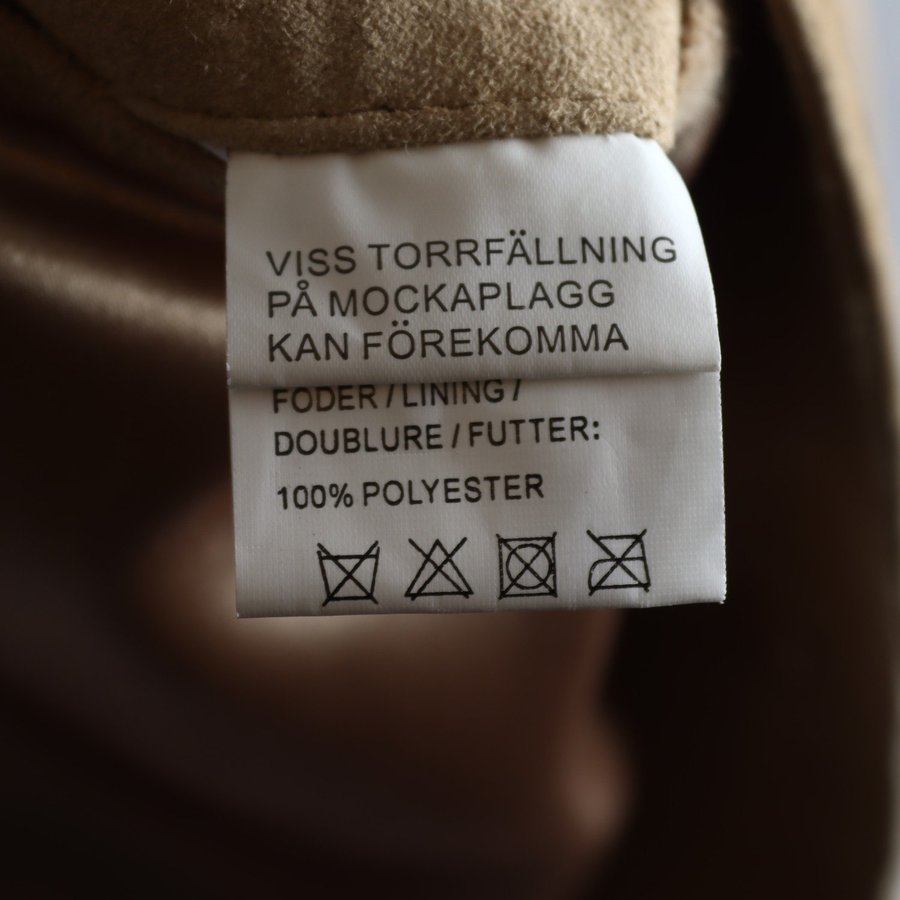 VISS TORRFÄLLNING
PÅ MOCKAPLAGG
KAN FÖREKOMMA
FODER / LINING /
DOUBLURE / FUTTER:
100% POLYESTER